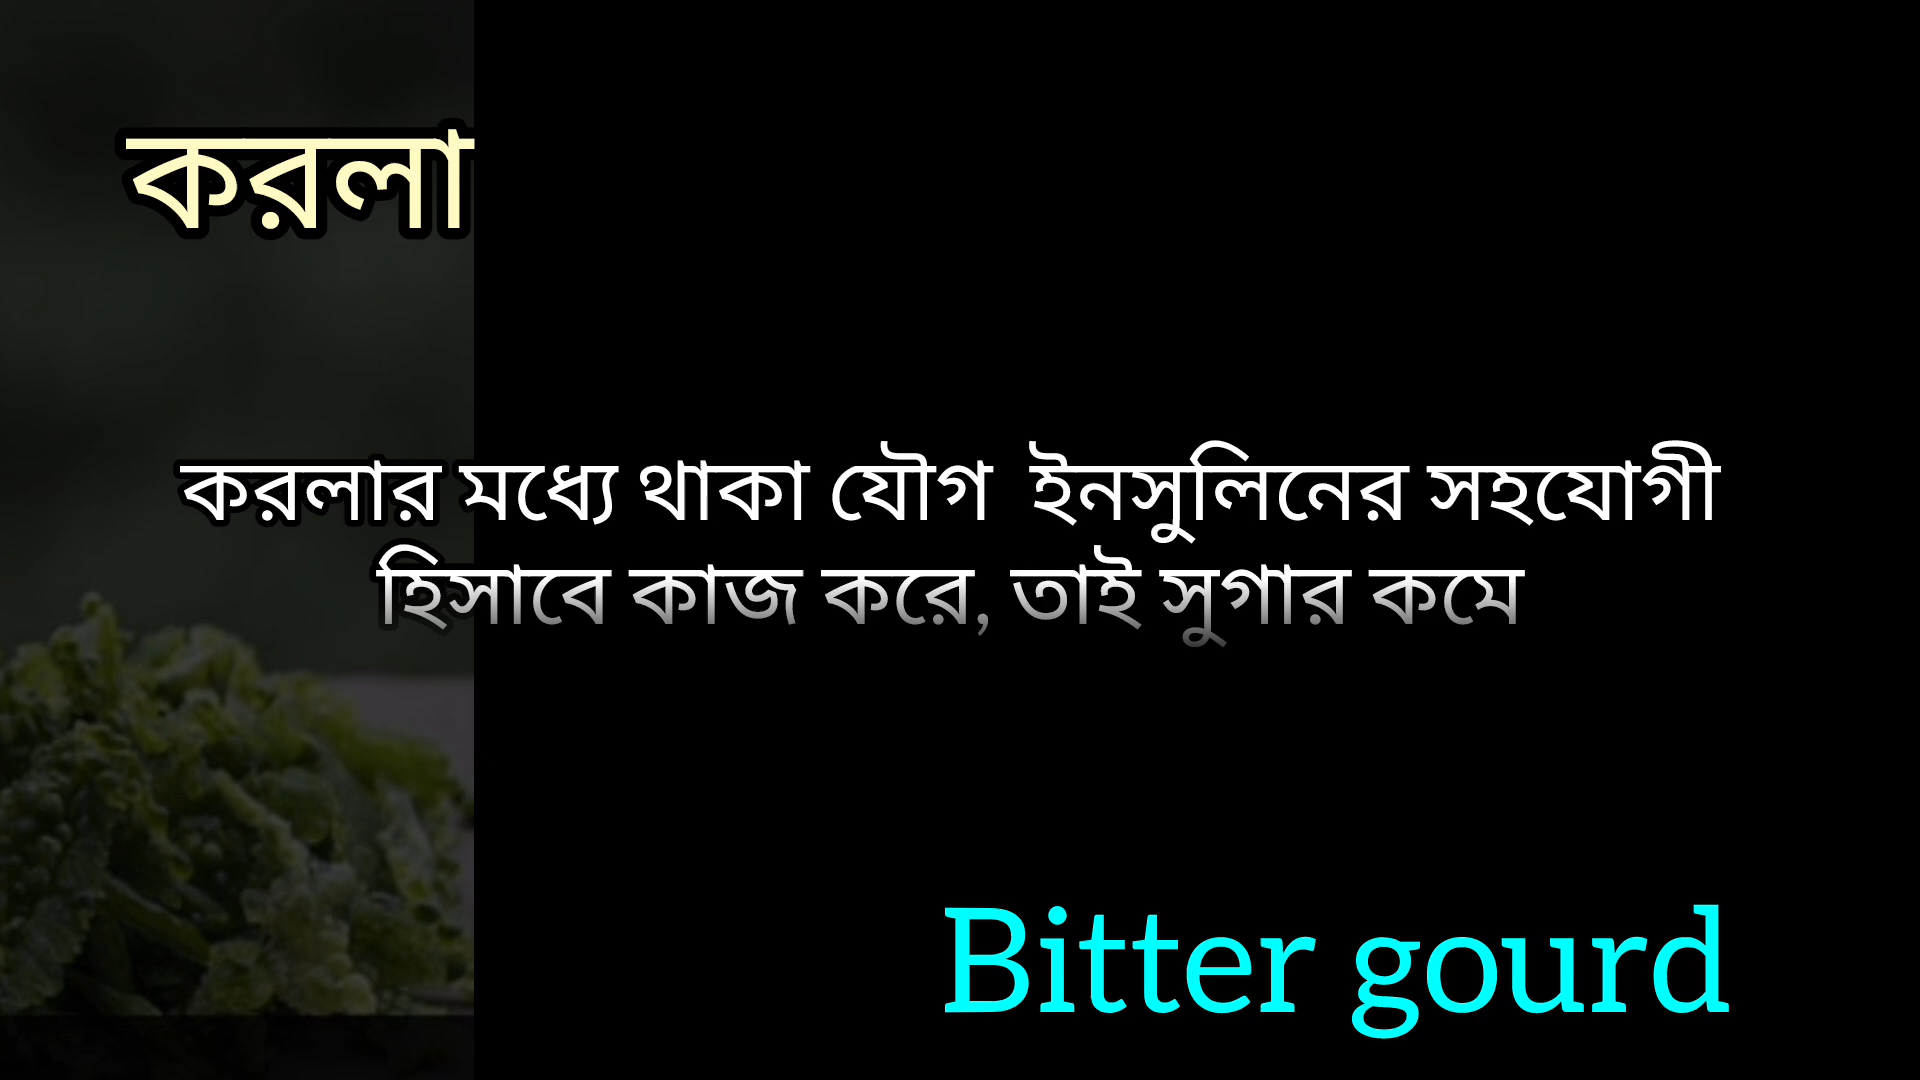 করলা
করলার মধ্যে থাকা যৌগ ইনসুলিনের সহযোগী
হিসাবে কাজ করে, তাই সুগার কমে
Bitter gourd